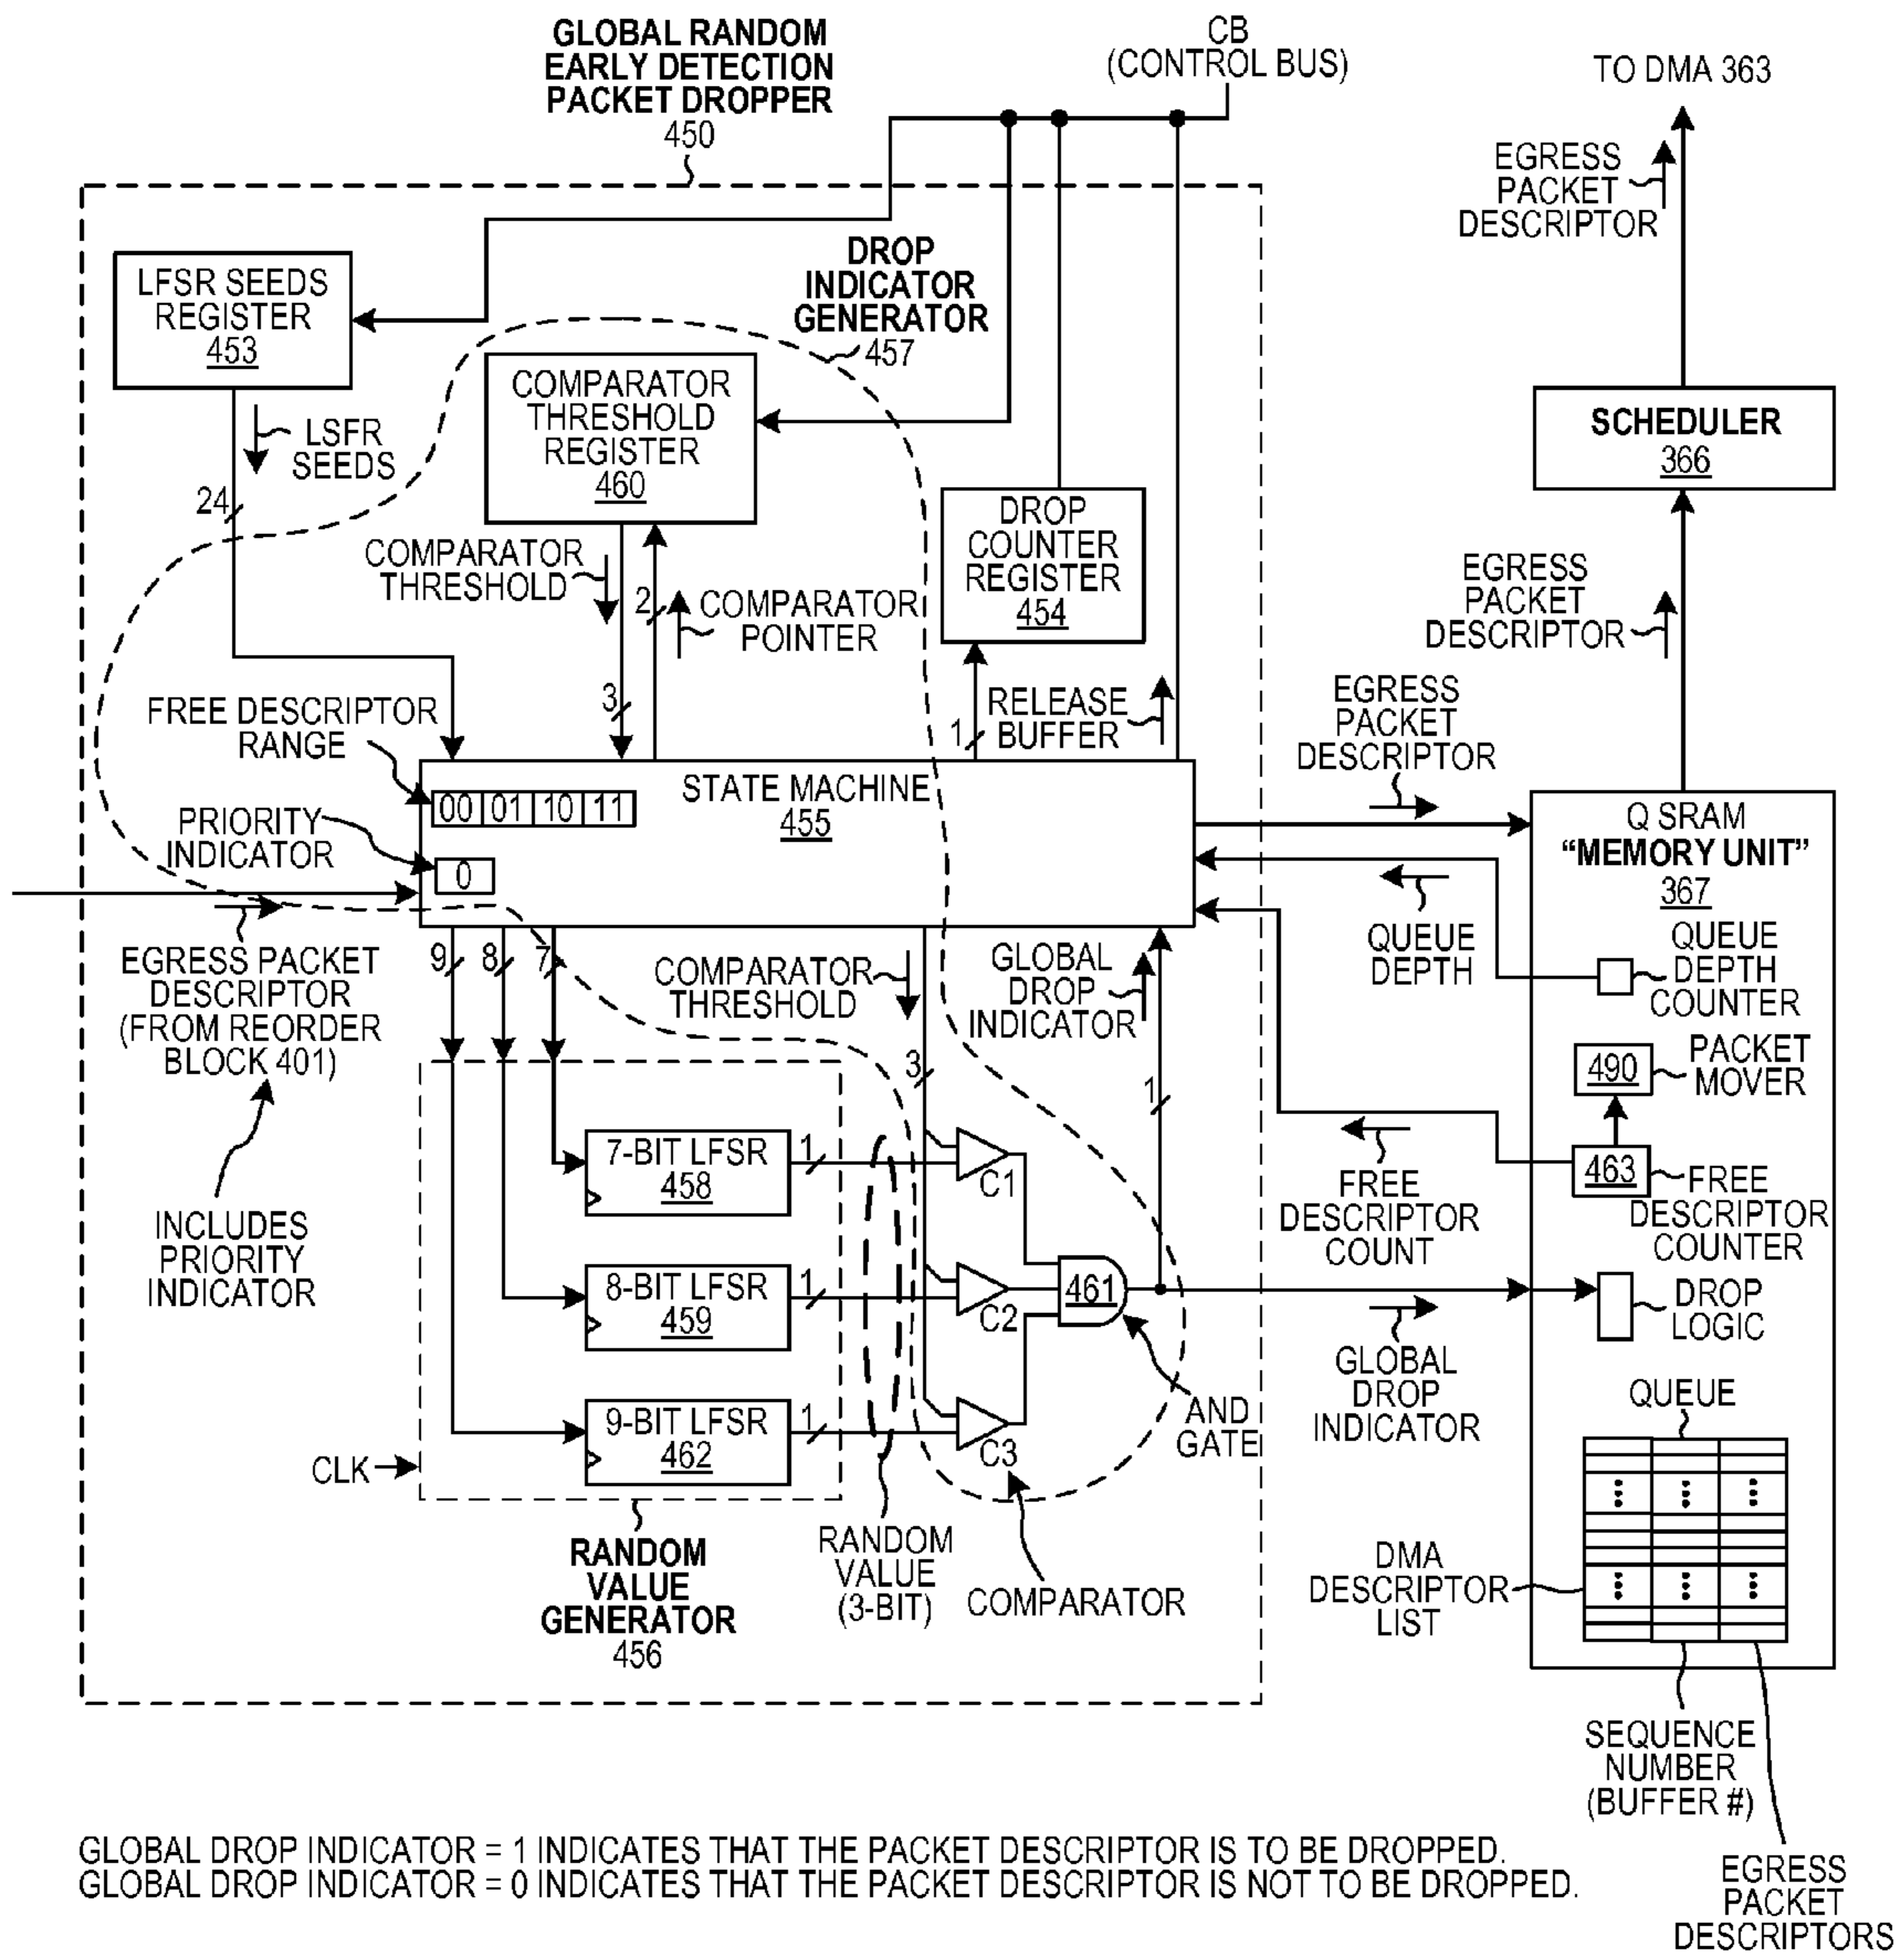 GLOBAL RANDOM
EARLY DETECTION
PACKET DROPPER
450
CB
(CONTROL BUS)
TO DMA 363
EGRESS
PACKET
DESCRIPTOR
LFSR SEEDS
REGISTER
453
DROP
INDICATOR
GENERATOR
457
COMPARATOR
THRESHOLD
REGISTER
460
SCHEDULER
366
LSFR
SEEDS
24
DROP
COUNTER
REGISTER
454
COMPARATOR
THRESHOLD
2
COMPARATOR
POINTER
EGRESS
PACKET
DESCRIPTOR
3
1
RELEASE
BUFFER
EGRESS
PACKET
DESCRIPTOR
FREE DESCRIPTOR
RANGE
00 01 10 11
STATE MACHINE
455
PRIORITY
INDICATOR
0
Q SRAM
“MEMORY UNIT”
367
QUEUE
DEPTH
QUEUE
DEPTH
COUNTER
EGRESS PACKET
DESCRIPTOR
(FROM REORDER
BLOCK 401)
9
8
7
COMPARATOR
THRESHOLD
GLOBAL
DROP
INDICATOR
3
1
490
PACKET
MOVER
463
FREE
DESCRIPTOR
COUNTER
FREE
DESCRIPTOR
COUNT
INCLUDES
PRIORITY
INDICATOR
7-BIT LFSR
458
1
C1
8-BIT LFSR
459
1
C2
461
DROP
LOGIC
GLOBAL
DROP
INDICATOR
9-BIT LFSR
462
1
C3
AND
GATE
CLK
QUEUE
RANDOM
VALUE
GENERATOR
456
RANDOM
VALUE
(3-BIT)
COMPARATOR
DMA
DESCRIPTOR
LIST
SEQUENCE
NUMBER
(BUFFER #)
EGRESS
PACKET
DESCRIPTORS
GLOBAL DROP INDICATOR = 1 INDICATES THAT THE PACKET DESCRIPTOR IS TO BE DROPPED.
GLOBAL DROP INDICATOR = 0 INDICATES THAT THE PACKET DESCRIPTOR IS NOT TO BE DROPPED.